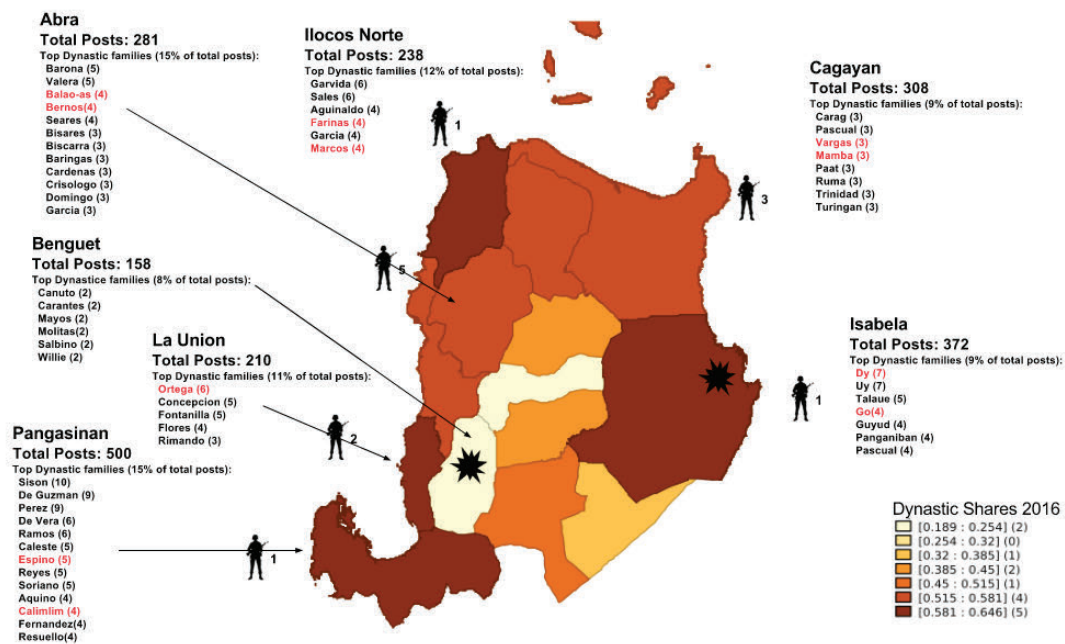 Abra
Total Posts: 281
Top Dynastic families (15% of total posts):
Barona (5)
Valera (5)
Balao-as (4)
Bernos(4)
Seares (4)
Bisares (3)
Biscarra (3)
Baringas (3)
Cardenas (3)
Crisologo (3)
Domingo (3)
Garcia (3)
Ilocos Norte
Total Posts: 238
Top Dynastic families (12% of total posts):
Garvida (6)
Sales (6)
Aguinaldo (4)
Farinas (4)
Garcia (4)
Marcos (4)
1
Cagayan
Total Posts: 308
Top Dynastic families (9% of total posts):
Carag (3)
Pascual (3)
Vargas (3)
Mamba (3)
Paat (3)
Ruma (3)
Trinidad (3)
Turingan (3)
3
5
Benguet
Total Posts: 158
Top Dynastice families (8% of total posts):
Canuto (2)
Carantes (2)
Mayos (2)
Molitas(2)
Salbino (2)
Willie (2)
La Union
Total Posts: 210
Top Dynastic families (11% of total posts):
Ortega (6)
Concepcion (5)
Fontanilla (5)
Flores (4)
Rimando (3)
2
Isabela
Total Posts: 372
Top Dynastic families (9% of total posts):
Dy (7)
Uy (7)
Talaue (5)
Go(4)
Guyud (4)
Panganiban (4)
Pascual (4)
1
Pangasinan
Total Posts: 500
Top Dynastic families (15% of total posts):
Sison (10)
De Guzman (9)
Perez (9)
De Vera (6)
Ramos (6)
Caleste (5)
Espino (5)
Reyes (5)
Soriano (5)
Aquino (4)
Calimlim (4)
Fernandez(4)
Resuello(4)
1
Dynastic Shares 2016
[0.189 : 0.254] (2)
[0.254 : 0.32] (0)
[0.32 : 0.385] (1)
[0.385 : 0.45] (2)
[0.45 : 0.515] (1)
[0.515 : 0.581] (4)
[0.581 : 0.646] (5)